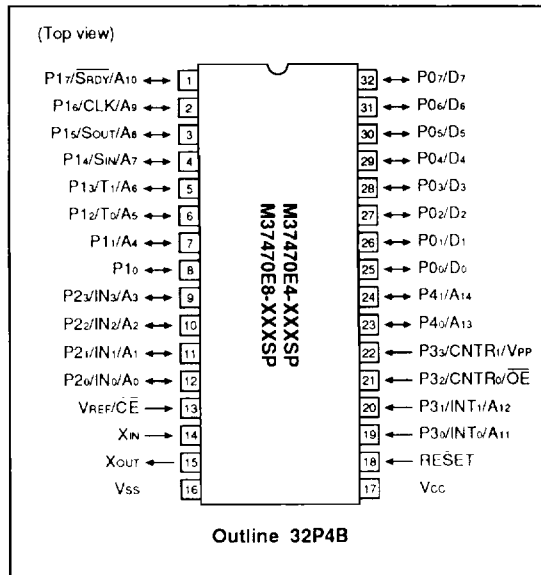 (Top view)
P17/SRDY/A10 1
P16/CLK/A9 2
P15/SOUT/A8 3
P14/SIN/A7 4
P13/T1/A6 5
P12/T0/A5 6
P11/A4 7
P10 8
P23/IN3/A3 9
P22/IN2/A2 10
P21/IN1/A1 11
P20/IN0/A0 12
VREF/CE 13
XIN 14
XOUT 15
VSS 16
M37470E4-XXXSP
M37470E8-XXXSP
32 P07/D7
31 P06/D6
30 P05/D5
29 P04/D4
28 P03/D3
27 P02/D2
26 P01/D1
25 P00/D0
24 P41/A14
23 P40/A13
22 P33/CNTR1/VPP
21 P32/CNTR0/OE
20 P31/INT1/A12
19 P30/INT0/A11
18 RESET
17 VCC
Outline 32P4B